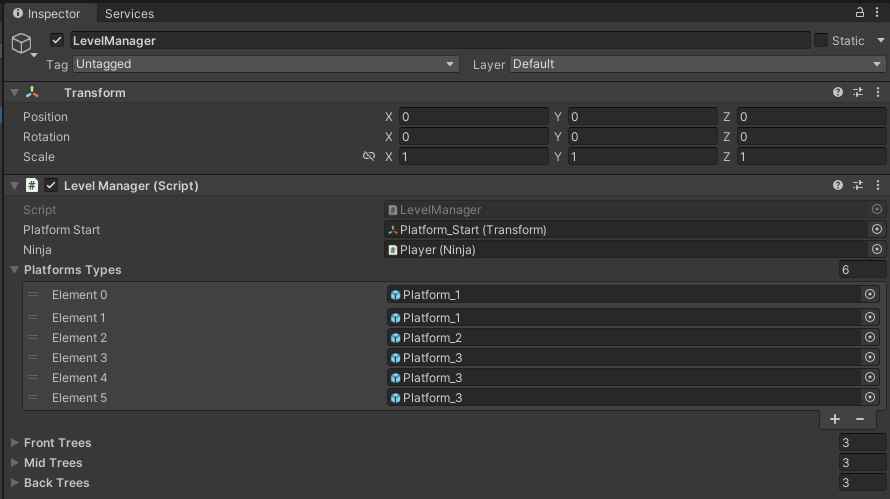 Inspector Services
LevelManager Static
Tag Untagged Layer Default
Transform
Position X 0 Y 0 Z 0
Rotation X 0 Y 0 Z 0
Scale X 1 Y 1 Z 1
# Level Manager (Script)
Script LevelManager
Platform Start Platform_Start (Transform)
Ninja Player (Ninja)
Platforms Types 6
Element 0 Platform_1
Element 1 Platform_1
Element 2 Platform_2
Element 3 Platform_3
Element 4 Platform_3
Element 5 Platform_3
+ −
Front Trees 3
Mid Trees 3
Back Trees 3